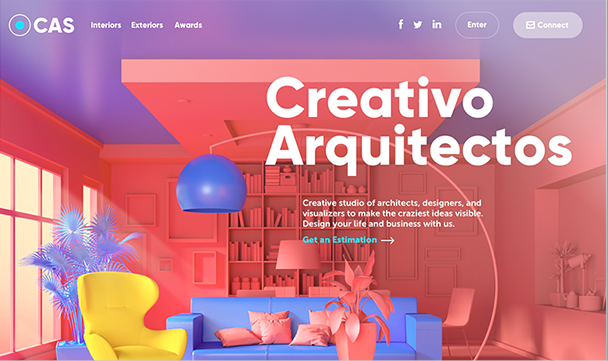 CAS
Interiors Exteriors Awards
f in
Enter
Connect
Creativo
Arquitectos
Creative studio of architects, designers, and
visualizers to make the craziest ideas visible.
Design your life and business with us.
Get an Estimation